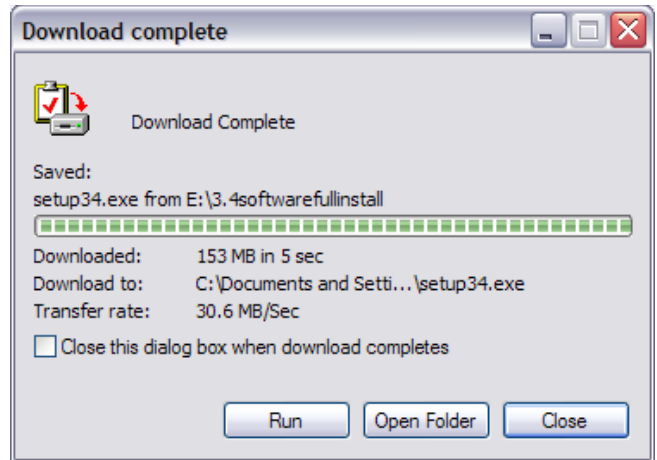 Download complete
Download Complete
Saved:
setup34.exe from E:\3.4softwarefullinstall
Downloaded: 153 MB in 5 sec
Download to: C:\Documents and Setti...\setup34.exe
Transfer rate: 30.6 MB/Sec
Close this dialog box when download completes
Run Open Folder Close